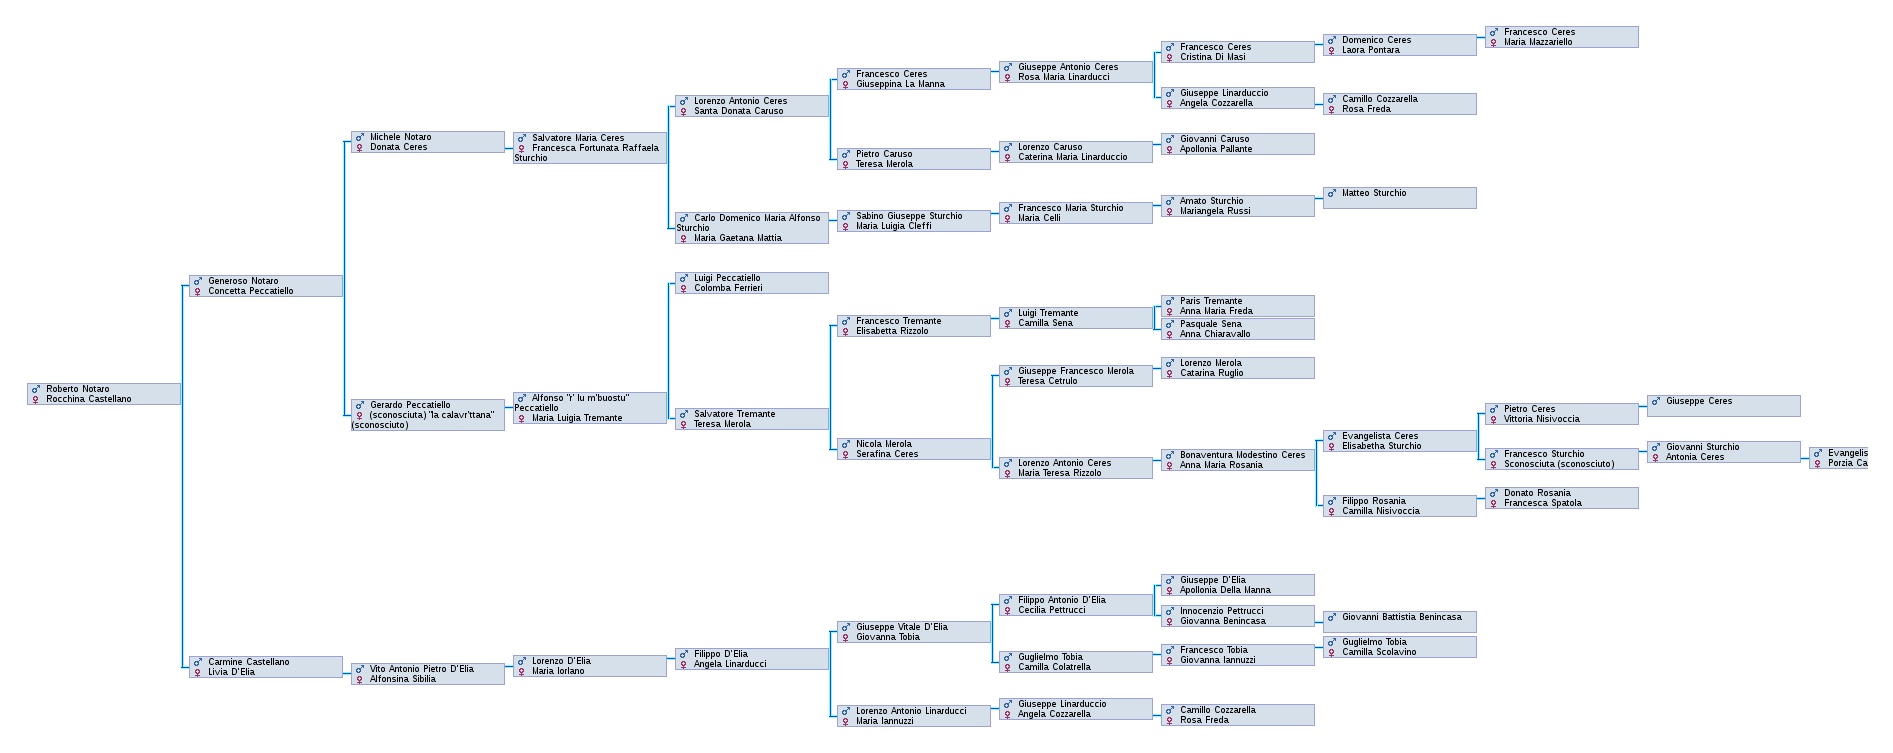 Francesco Ceres
Maria Mazzariello
Domenico Ceres
Laora Pontara
Francesco Ceres
Cristina Di Masi
Giuseppe Antonio Ceres
Rosa Maria Linarducci
Francesco Ceres
Giuseppina La Manna
Giuseppe Linarduccio
Angela Cozzarella
Camillo Cozzarella
Rosa Freda
Lorenzo Antonio Ceres
Santa Donata Caruso
Michele Notaro
Donata Ceres
Salvatore Maria Ceres
Francesca Fortunata Raffaela
Sturchio
Pietro Caruso
Teresa Merola
Lorenzo Caruso
Caterina Maria Linarduccio
Giovanni Caruso
Apollonia Pallante
Matteo Sturchio
Amato Sturchio
Mariangela Russi
Francesco Maria Sturchio
Maria Celli
Sabino Giuseppe Sturchio
Maria Luigia Cleffi
Carlo Domenico Maria Alfonso
Sturchio
Maria Gaetana Mattia
Generoso Notaro
Concetta Peccatiello
Luigi Peccatiello
Colomba Ferrieri
Paris Tremante
Anna Maria Freda
Luigi Tremante
Camilla Sena
Pasquale Sena
Anna Chiaravallo
Francesco Tremante
Elisabetta Rizzolo
Giuseppe Francesco Merola
Teresa Cetrulo
Lorenzo Merola
Catarina Ruglio
Roberto Notaro
Rocchina Castellano
Gerardo Peccatiello
(sconosciuta) "la calavr'ttana"
(sconosciuto)
Alfonso "r' lu m'buostu"
Peccatiello
Maria Luigia Tremante
Salvatore Tremante
Teresa Merola
Nicola Merola
Serafina Ceres
Lorenzo Antonio Ceres
Maria Teresa Rizzolo
Bonaventura Modestino Ceres
Anna Maria Rosania
Evangelista Ceres
Elisabetha Sturchio
Pietro Ceres
Vittoria Nisivoccia
Giuseppe Ceres
Francesco Sturchio
Sconosciuta (sconosciuto)
Giovanni Sturchio
Antonia Ceres
Evangelis
Porzia Ca
Filippo Rosania
Camilla Nisivoccia
Donato Rosania
Francesca Spatola
Giuseppe D'Elia
Apollonia Della Manna
Filippo Antonio D'Elia
Cecilia Pettrucci
Innocenzio Pettrucci
Giovanna Benincasa
Giovanni Battistia Benincasa
Giuseppe Vitale D'Elia
Giovanna Tobia
Guglielmo Tobia
Camilla Colatrella
Francesco Tobia
Giovanna Iannuzzi
Guglielmo Tobia
Camilla Scolavino
Carmine Castellano
Livia D'Elia
Vito Antonio Pietro D'Elia
Alfonsina Sibilia
Lorenzo D'Elia
Maria Iorlano
Filippo D'Elia
Angela Linarducci
Lorenzo Antonio Linarducci
Maria Iannuzzi
Giuseppe Linarduccio
Angela Cozzarella
Camillo Cozzarella
Rosa Freda